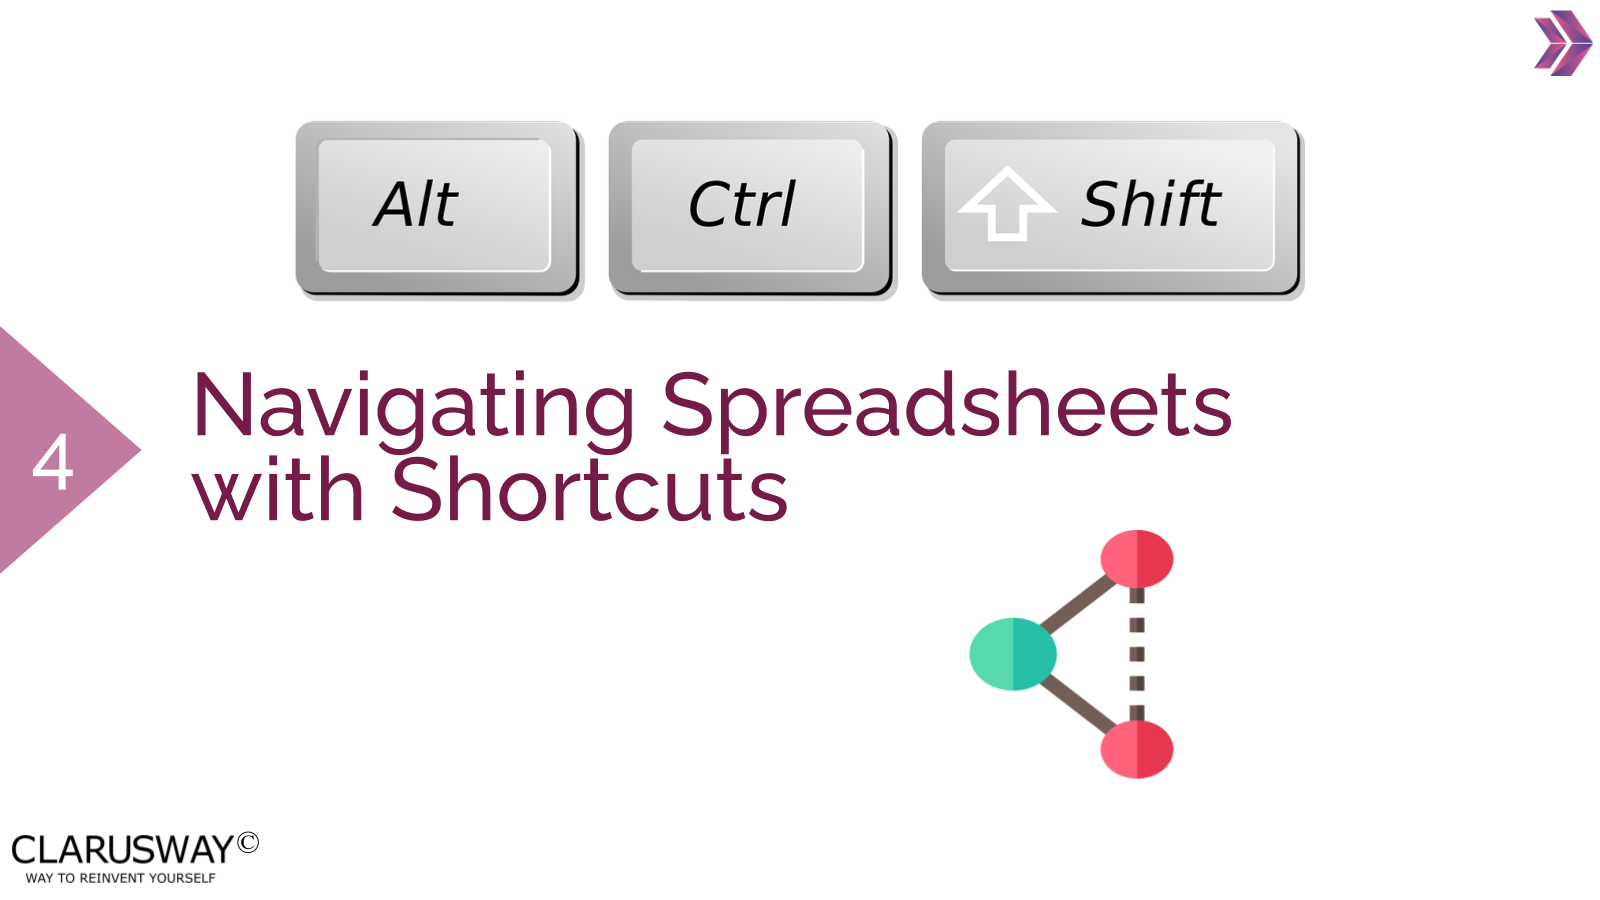 Alt
Ctrl
Shift
Navigating Spreadsheets
with Shortcuts
4
CLARUSWAY©
WAY TO REINVENT YOURSELF